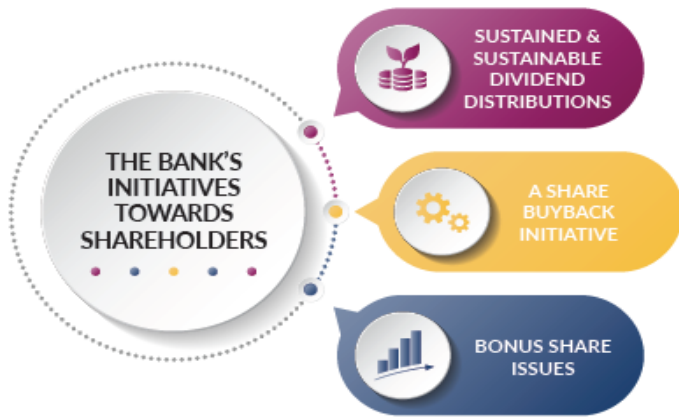 THE BANK'S
INITIATIVES
TOWARDS
SHAREHOLDERS
SUSTAINED &
SUSTAINABLE
DIVIDEND
DISTRIBUTIONS
A SHARE
BUYBACK
INITIATIVE
BONUS SHARE
ISSUES